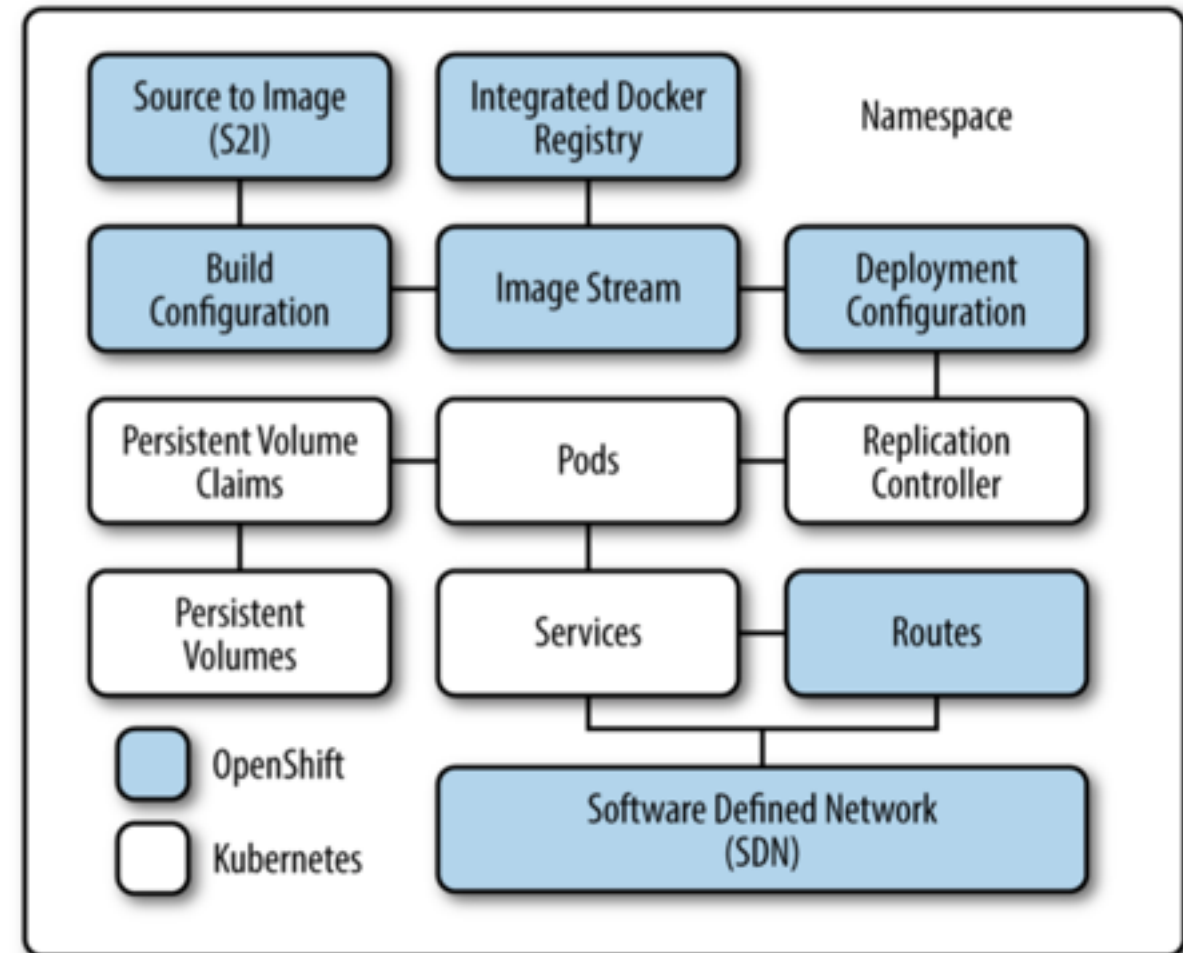 Source to Image
(S2I)
Integrated Docker
Registry
Namespace
Build
Configuration
Image Stream
Deployment
Configuration
Persistent Volume
Claims
Pods
Replication
Controller
Persistent
Volumes
Services
Routes
OpenShift
Kubernetes
Software Defined Network
(SDN)